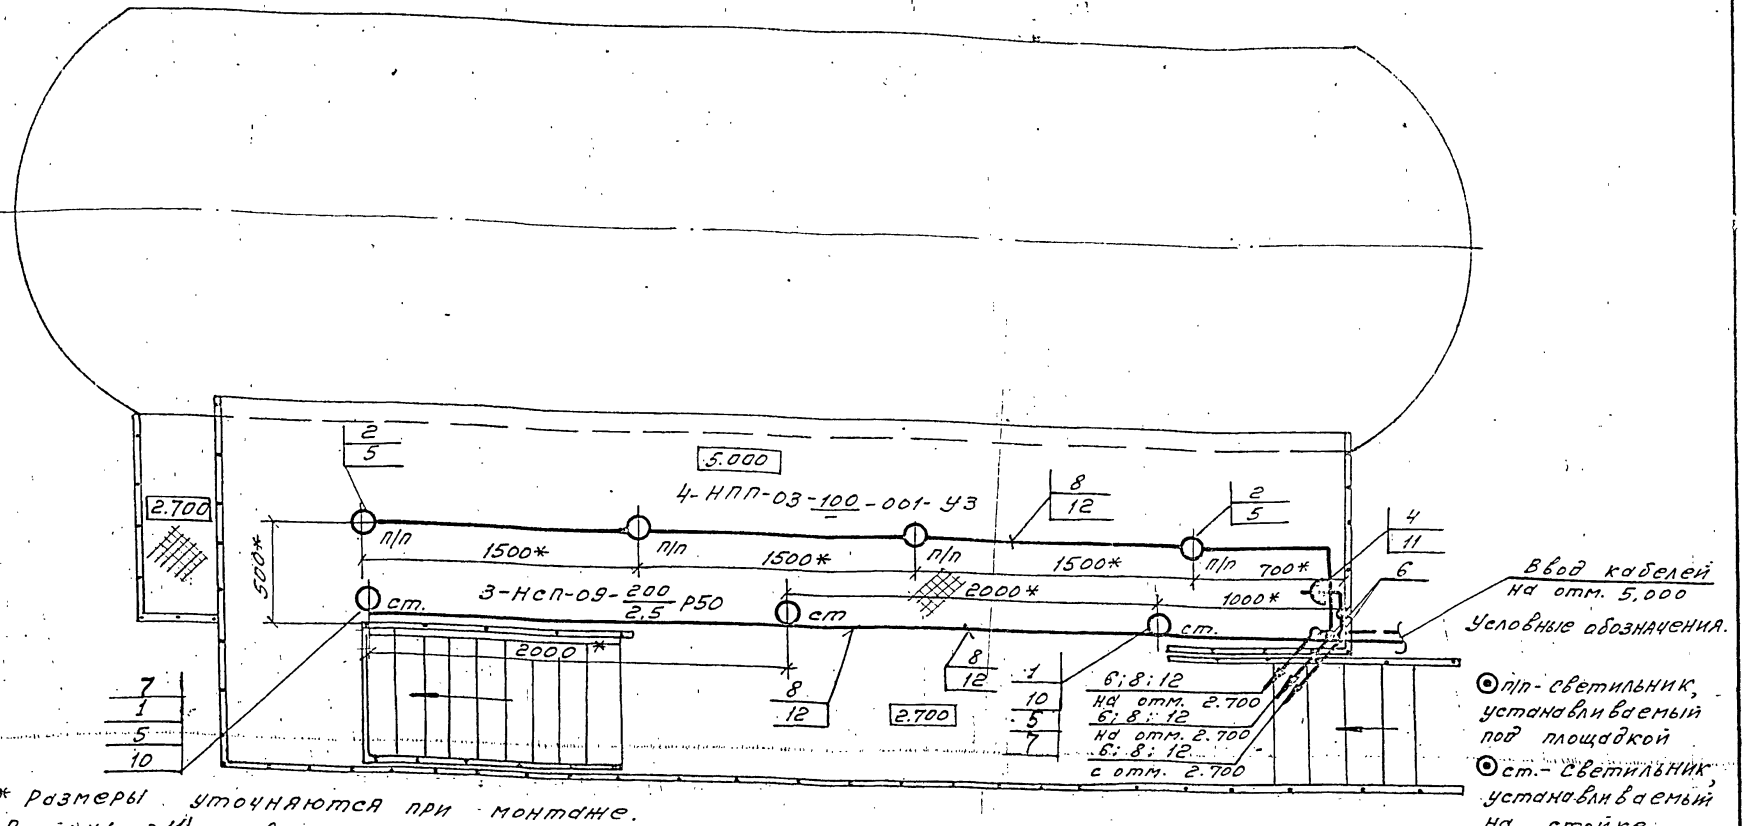 2
5
5.000
4-НПП-03-100-001-У3
—
8
12
2
5
4
11
6
2.700
п/п
п/п
п/п
п/п
1500*
1500*
1500*
700*
500*
3-НСП-09-200/2,5 Р50
ст.
ст
ст.
2000*
1000*
2000*
Ввод кабелей
на отм. 5,000
Условные обозначения.
8
12
8
12
2.700
7
1
5
10
1
10
5
7
6; 8; 12
на отм. 2.700
6; 8; 12
на отм. 2.700
6; 8; 12
с отм. 2.700
п/п- светильник,
устанавливаемый
под площадкой
ст.- светильник,
устанавливаемый
на стойке
* Размеры уточняются при монтаже.